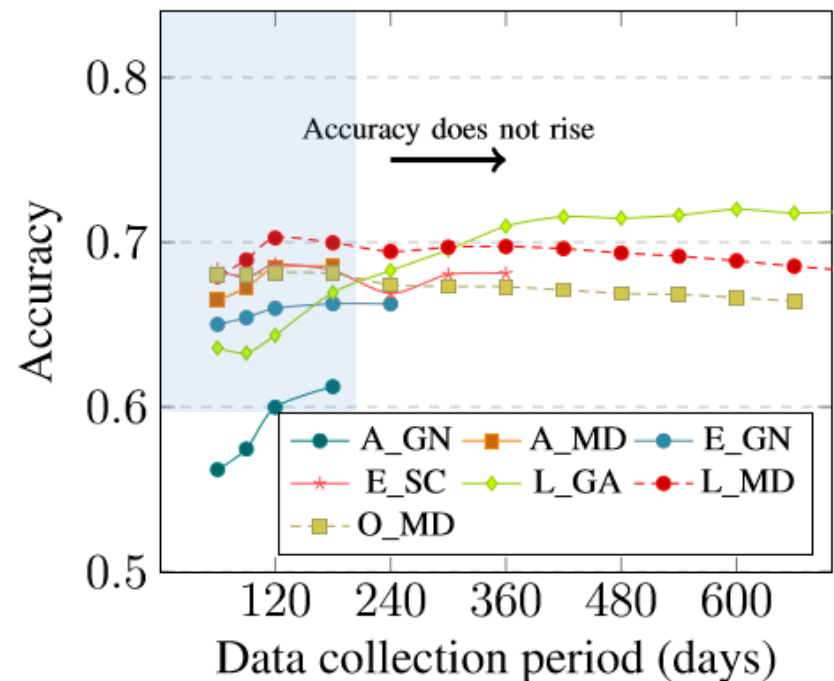 0.8
Accuracy does not rise
0.7
Accuracy
0.6
A_GN A_MD E_GN
E_SC L_GA L_MD
O_MD
0.5
120 240 360 480 600
Data collection period (days)